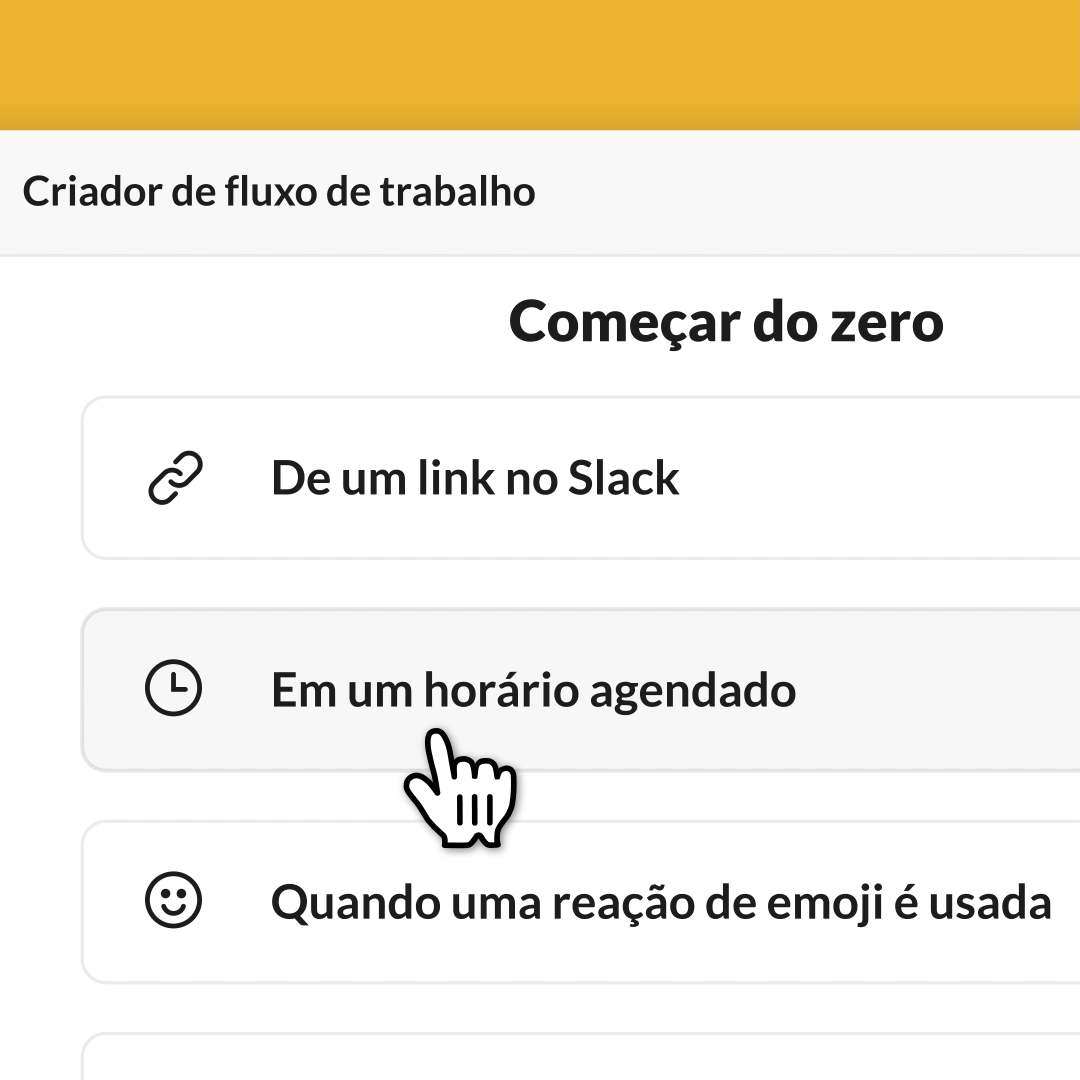 Criador de fluxo de trabalho
Começar do zero
De um link no Slack
Em um horário agendado
Quando uma reação de emoji é usada